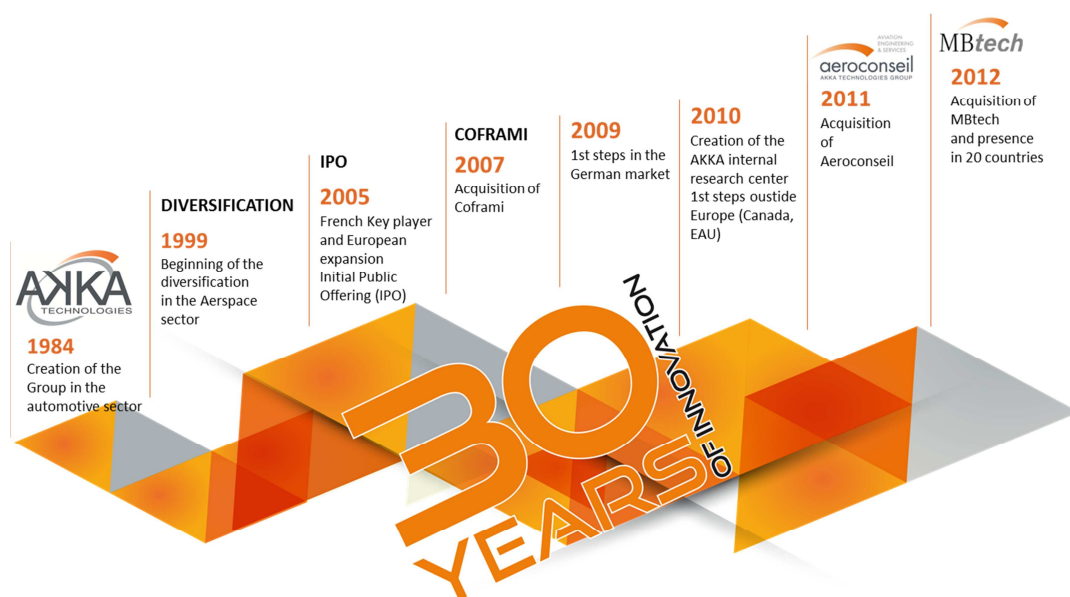 AKKA
TECHNOLOGIES
1984
Creation of the
Group in the
automotive sector
DIVERSIFICATION
1999
Beginning of the
diversification
in the Aerspace
sector
IPO
2005
French Key player
and European
expansion
Initial Public
Offering (IPO)
COFRAMI
2007
Acquisition of
Coframi
2009
1st steps in the
German market
2010
Creation of the
AKKA internal
research center
1st steps oustide
Europe (Canada,
EAU)
AVIATION
ENGINEERING
& SERVICES
aeroconseil
AKKA TECHNOLOGIES GROUP
2011
Acquisition
of
Aeroconseil
MBtech
2012
Acquisition of
MBtech
and presence
in 20 countries
30
YEARS
OF INNOVATION